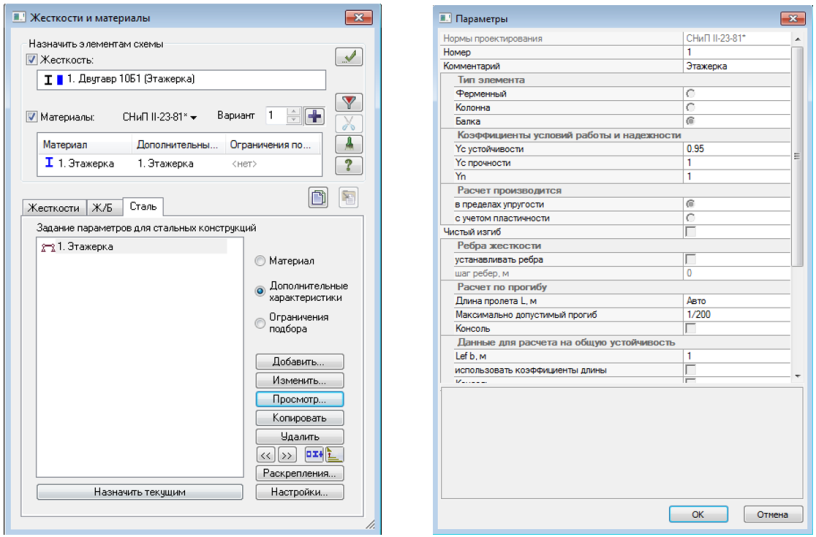 Жесткости и материалы
Назначить элементам схемы
Жесткость:
1. Двутавр 10Б1 (Этажерка)
Материалы: СНиП II-23-81* Вариант 1
Материал Дополнительны... Ограничения по...
1. Этажерка 1. Этажерка <нет>
Жесткости Ж/Б Сталь
Задание параметров для стальных конструкций
1. Этажерка
Материал
Дополнительные
характеристики
Ограничения
подбора
Добавить...
Изменить...
Просмотр...
Копировать
Удалить
<< >>
Раскрепления...
Назначить текущим Настройки...
Параметры
Нормы проектирования СНиП II-23-81*
Номер 1
Комментарий Этажерка
Тип элемента
Ферменный
Колонна
Балка
Коэффициенты условий работы и надежности
Yc устойчивости 0.95
Yc прочности 1
Yn 1
Расчет производится
в пределах упругости
с учетом пластичности
Чистый изгиб
Ребра жесткости
устанавливать ребра
шаг ребер, м 0
Расчет по прогибу
Длина пролета L, м Авто
Максимально допустимый прогиб 1/200
Консоль
Данные для расчета на общую устойчивость
Lef b, м 1
использовать коэффициенты длины
OK Отмена